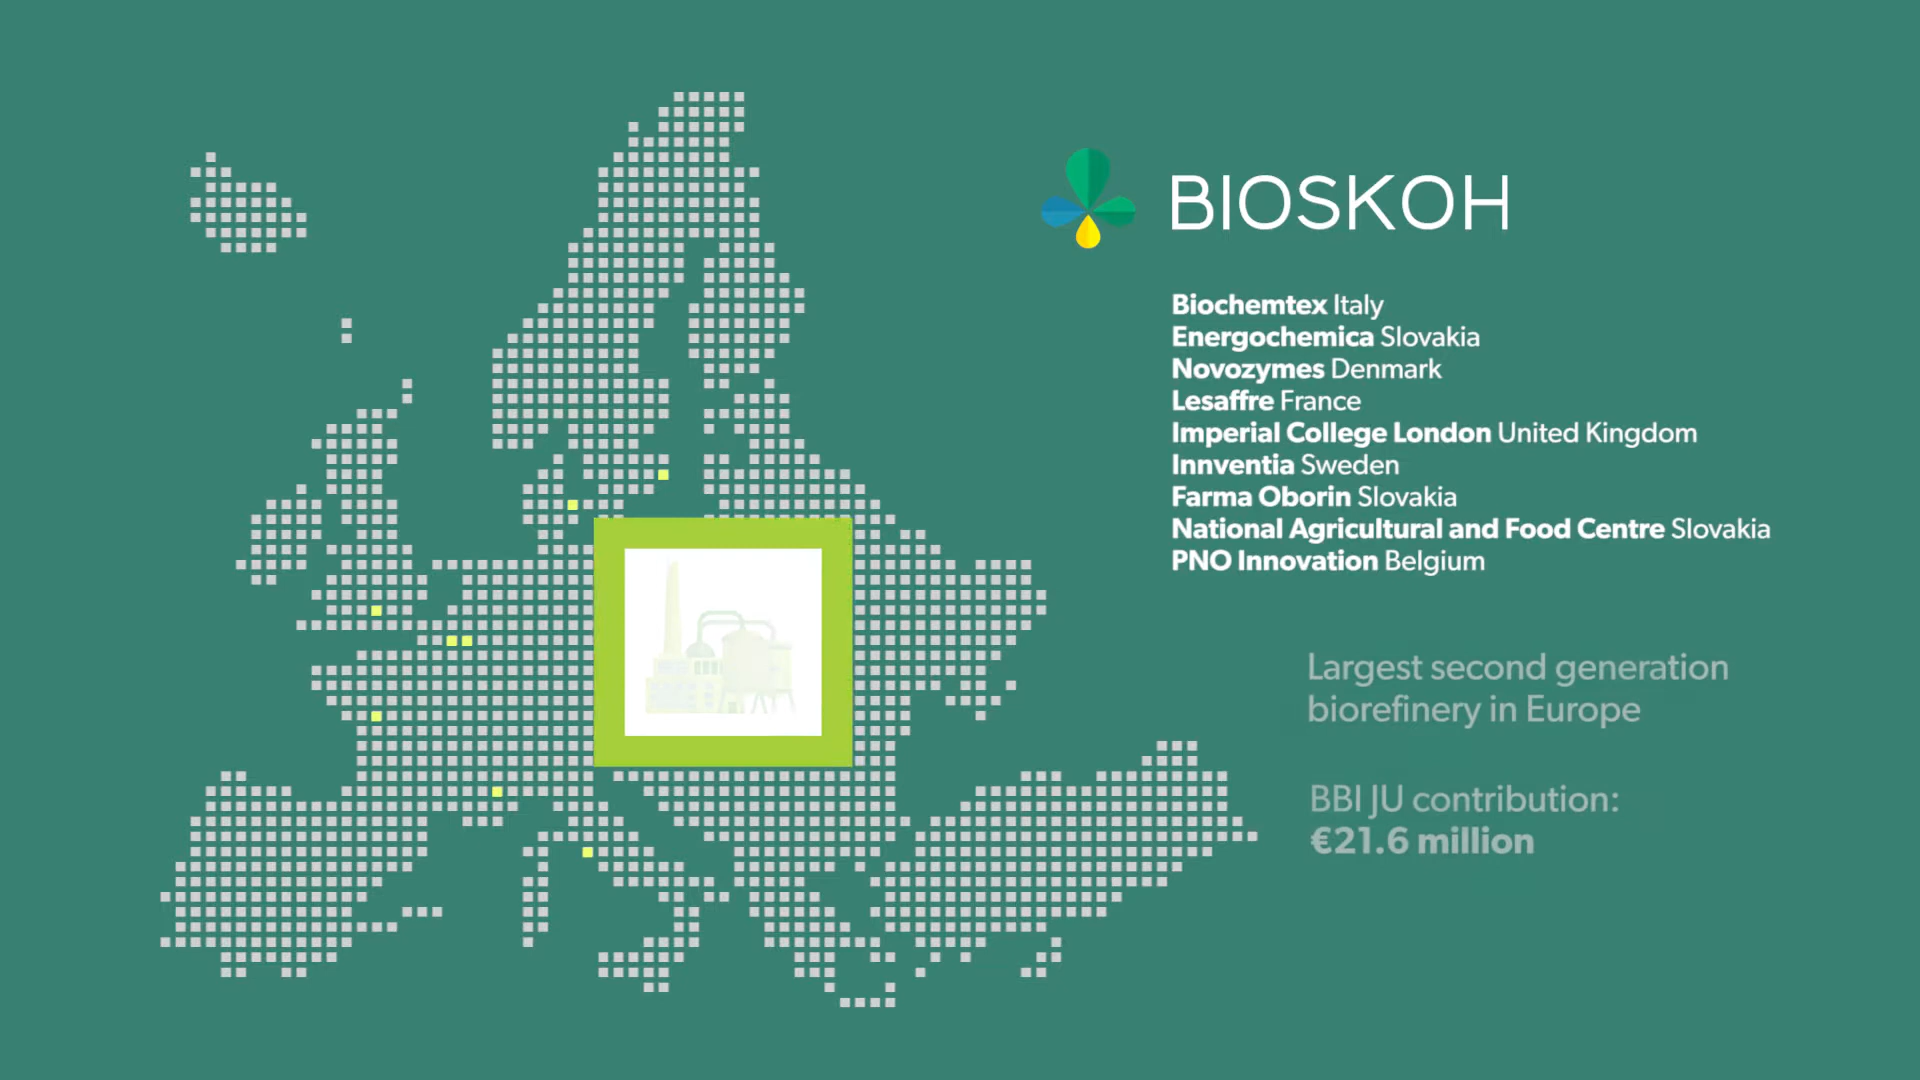 BIOSKOH
Biochemtex Italy
Energochemica Slovakia
Novozymes Denmark
Lesaffre France
Imperial College London United Kingdom
Innventia Sweden
Farma Oborin Slovakia
National Agricultural and Food Centre Slovakia
PNO Innovation Belgium
Largest second generation
biorefinery in Europe
BBI JU contribution:
€21.6 million